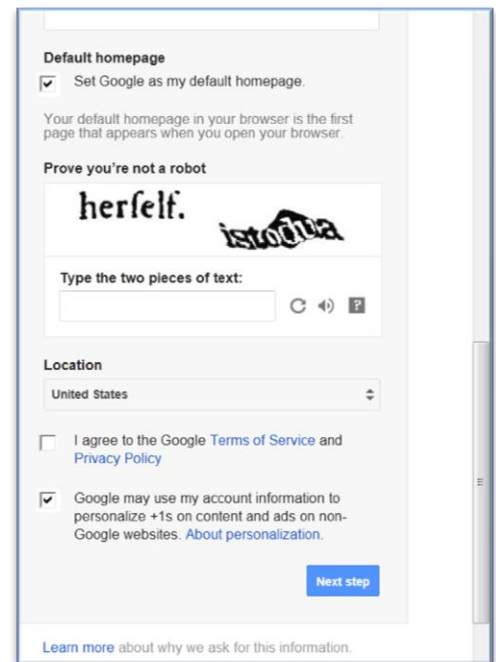 Default homepage
Set Google as my default homepage.
Your default homepage in your browser is the first
page that appears when you open your browser.
Prove you're not a robot
herſelf. istodua
Type the two pieces of text:
?
Location
United States
I agree to the Google Terms of Service and
Privacy Policy
Google may use my account information to
personalize +1s on content and ads on non-
Google websites. About personalization.
Next step
Learn more about why we ask for this information.